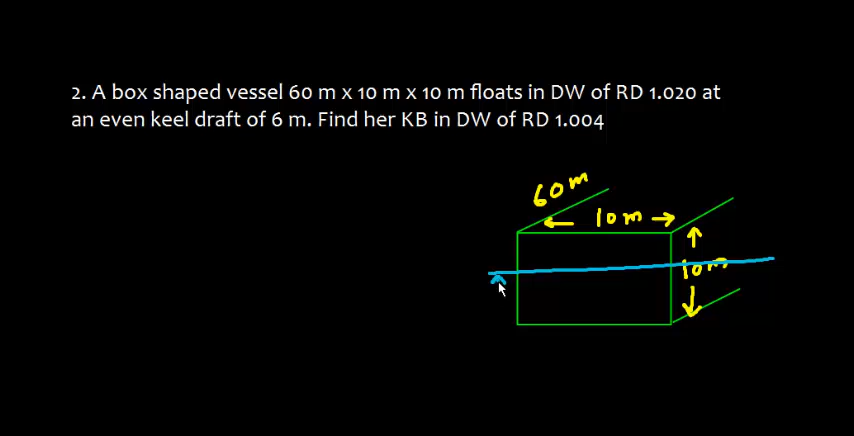 2. A box shaped vessel 60 m x 10 m x 10 m floats in DW of RD 1.020 at
an even keel draft of 6 m. Find her KB in DW of RD 1.004
60m
10 m
10m